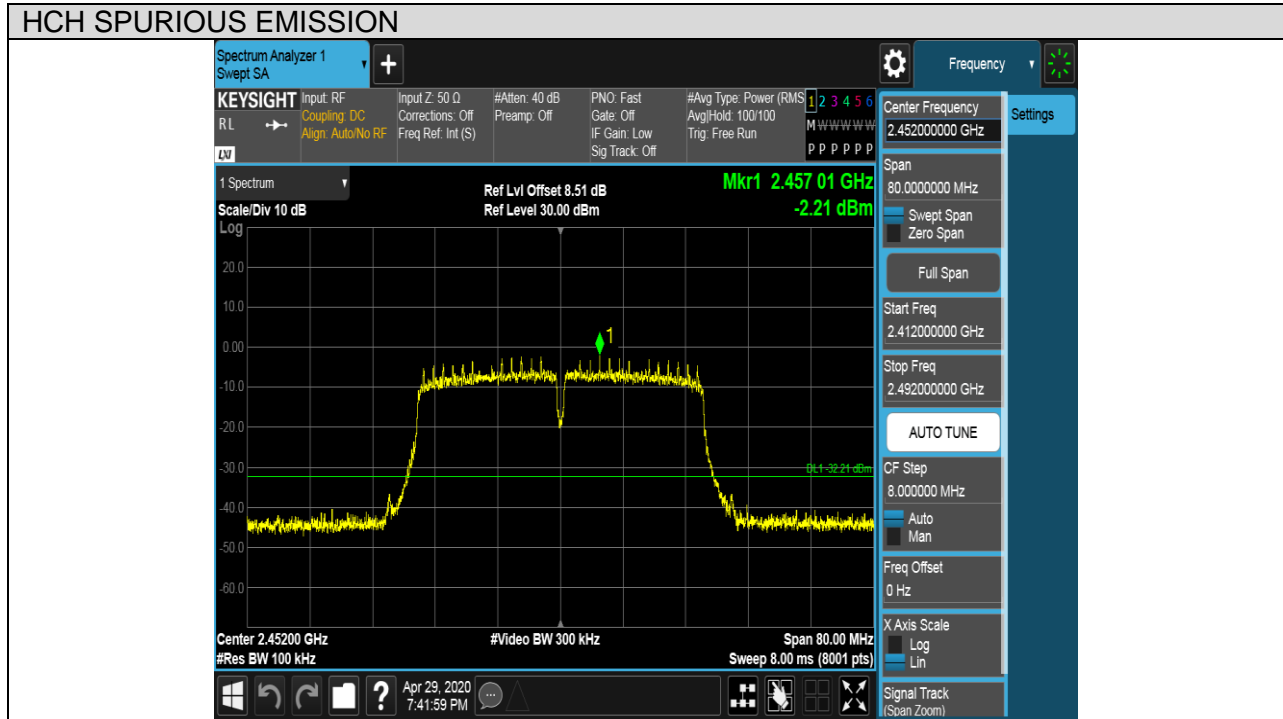 HCH SPURIOUS EMISSION
Spectrum Analyzer 1
Swept SA
+
Frequency
KEYSIGHT
RL
LXI
Input: RF
Coupling: DC
Align: Auto/No RF
Input Z: 50 Ω
Corrections: Off
Freq Ref: Int (S)
#Atten: 40 dB
Preamp: Off
PNO: Fast
Gate: Off
IF Gain: Low
Sig Track: Off
#Avg Type: Power (RMS
Avg|Hold: 100/100
Trig: Free Run
1 2 3 4 5 6
M W W W W W
P P P P P P
1 Spectrum
Scale/Div 10 dB
Ref Lvl Offset 8.51 dB
Ref Level 30.00 dBm
Mkr1 2.457 01 GHz
-2.21 dBm
Log
20.0
10.0
0.00
-10.0
-20.0
-30.0
-40.0
-50.0
-60.0
1
DL1 -32.21 dBm
Center 2.45200 GHz
#Res BW 100 kHz
#Video BW 300 kHz
Span 80.00 MHz
Sweep 8.00 ms (8001 pts)
Center Frequency
2.452000000 GHz
Settings
Span
80.0000000 MHz
Swept Span
Zero Span
Full Span
Start Freq
2.412000000 GHz
Stop Freq
2.492000000 GHz
AUTO TUNE
CF Step
8.000000 MHz
Auto
Man
Freq Offset
0 Hz
X Axis Scale
Log
Lin
Signal Track
(Span Zoom)
?
Apr 29, 2020
7:41:59 PM